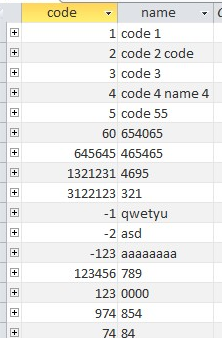 code name
1 code 1
2 code 2 code
3 code 3
4 code 4 name 4
5 code 55
60 654065
645645 465465
1321231 4695
3122123 321
-1 qwetyu
-2 asd
-123 aaaaaaaa
123456 789
123 0000
974 854
74 84